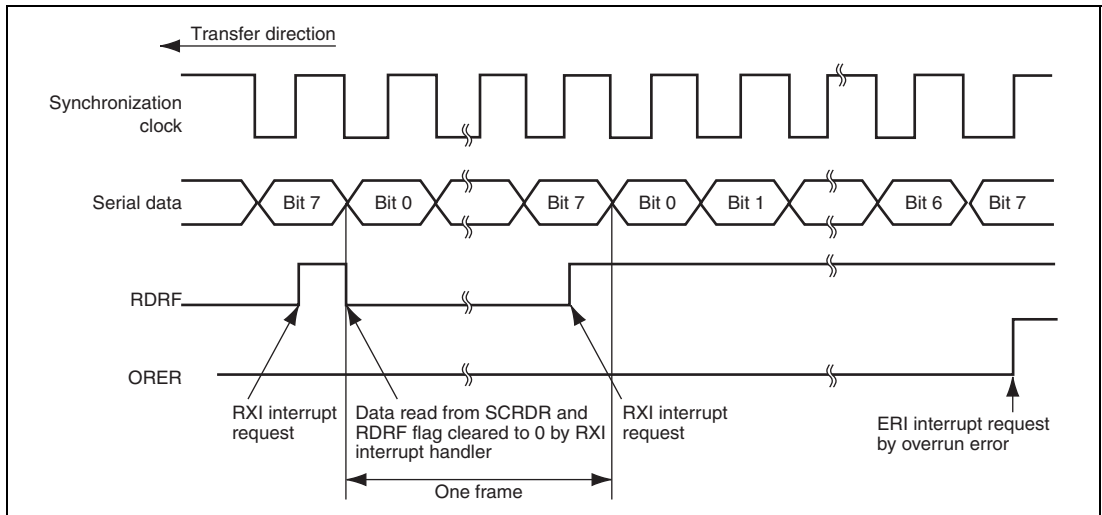 Transfer direction
Synchronization
clock
Serial data
Bit 7
Bit 0
Bit 7
Bit 0
Bit 1
Bit 6
Bit 7
RDRF
ORER
RXI interrupt
request
Data read from SCRDR and
RDRF flag cleared to 0 by RXI
interrupt handler
RXI interrupt
request
ERI interrupt request
by overrun error
One frame